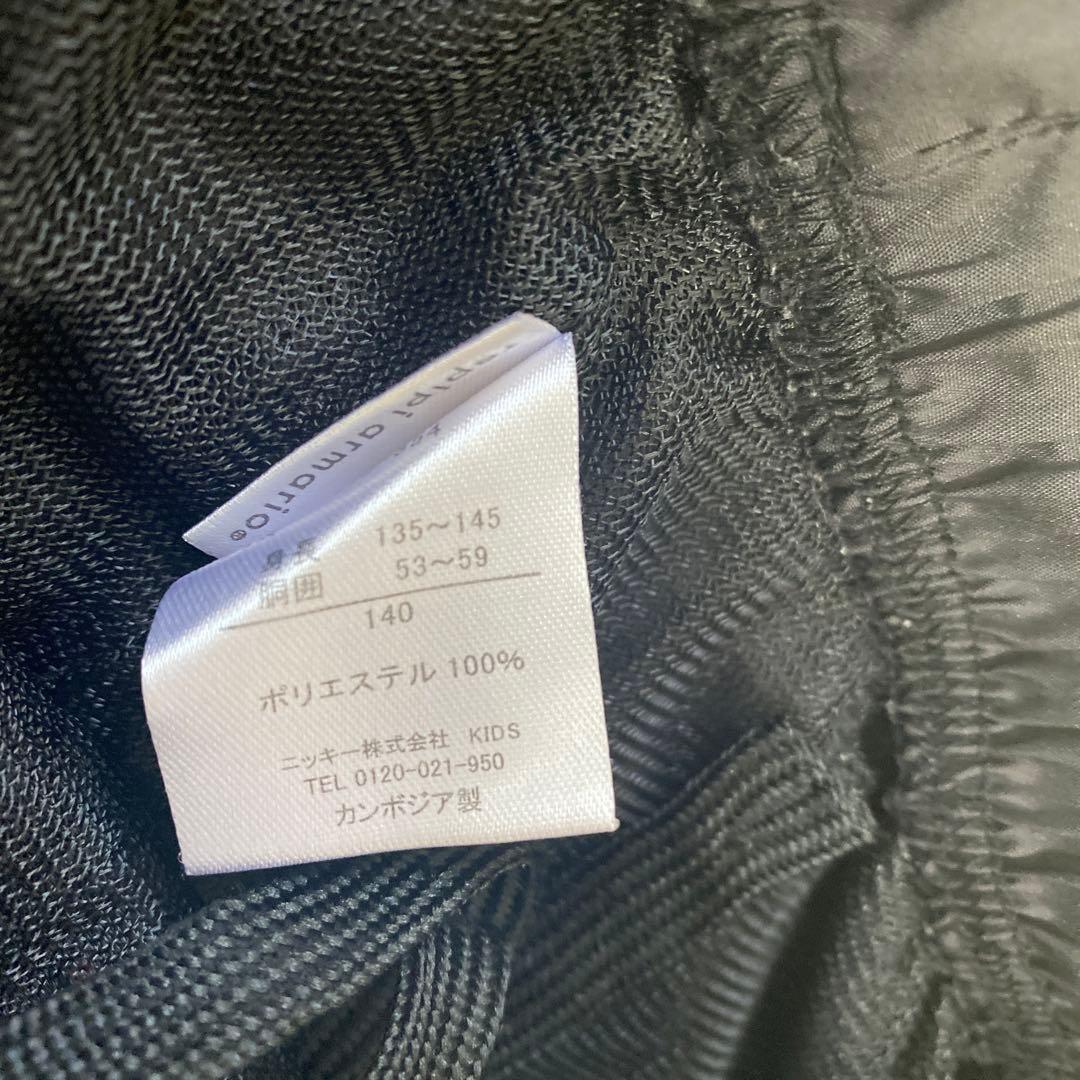 armario®
身長 135～145
胴囲 53～59
140
ポリエステル 100%
ニッキー株式会社 KIDS
TEL 0120-021-950
カンボジア製